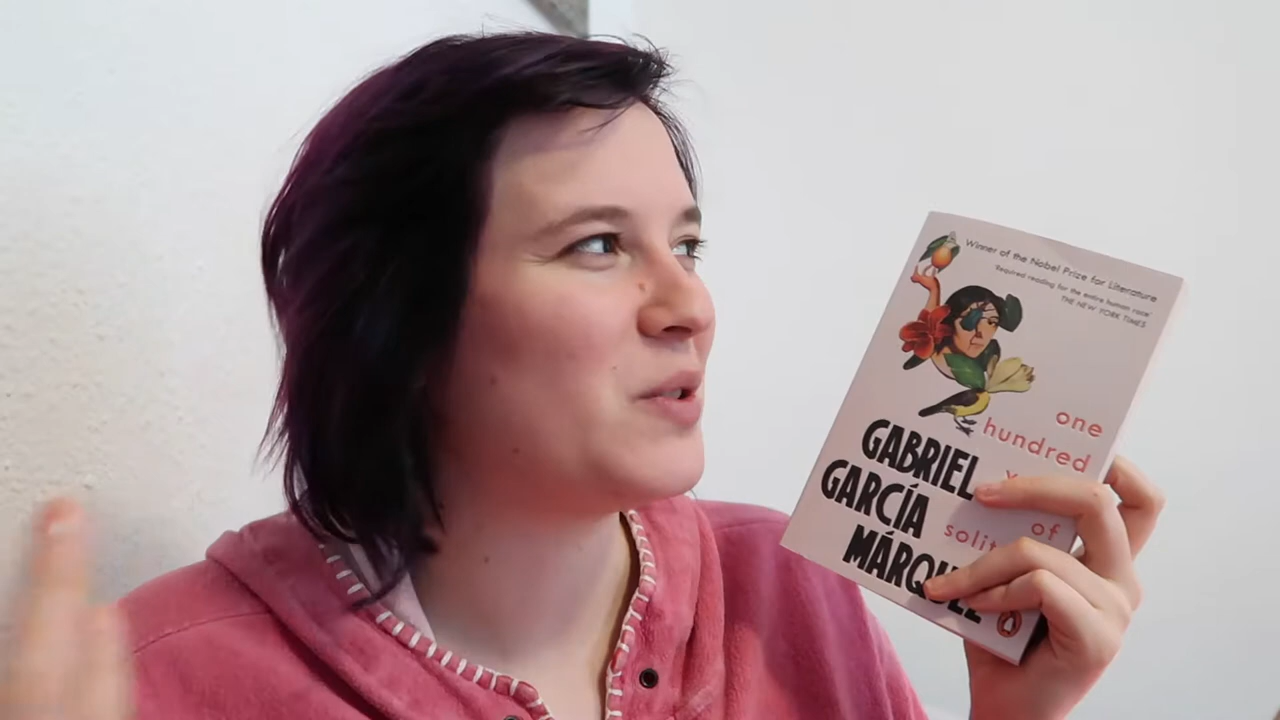 Winner of the Nobel Prize for Literature
'Required reading for the entire human race'
THE NEW YORK TIMES
one
hundred
of
GABRIEL
GARCÍA
MÁRQUEZ